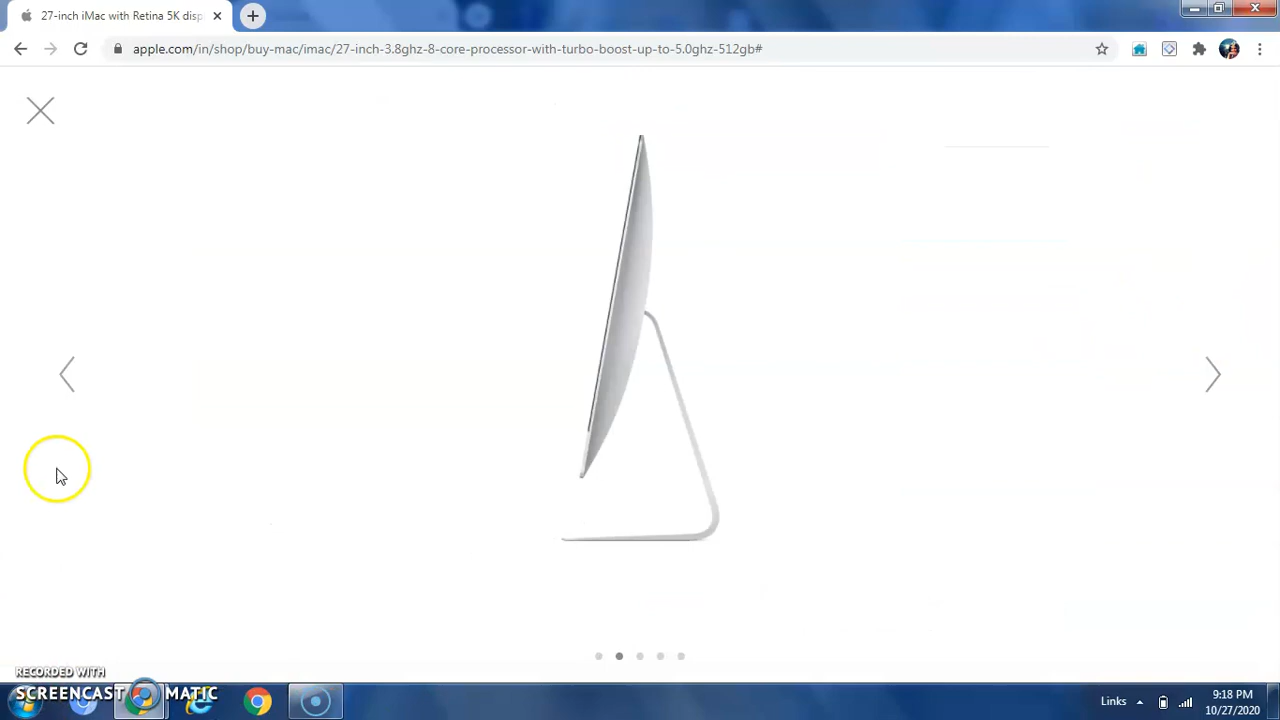 27-inch iMac with Retina 5K disp
apple.com/in/shop/buy-mac/imac/27-inch-3.8ghz-8-core-processor-with-turbo-boost-up-to-5.0ghz-512gb#
RECORDED WITH
SCREENCAST MATIC
Links
9:18 PM
10/27/2020